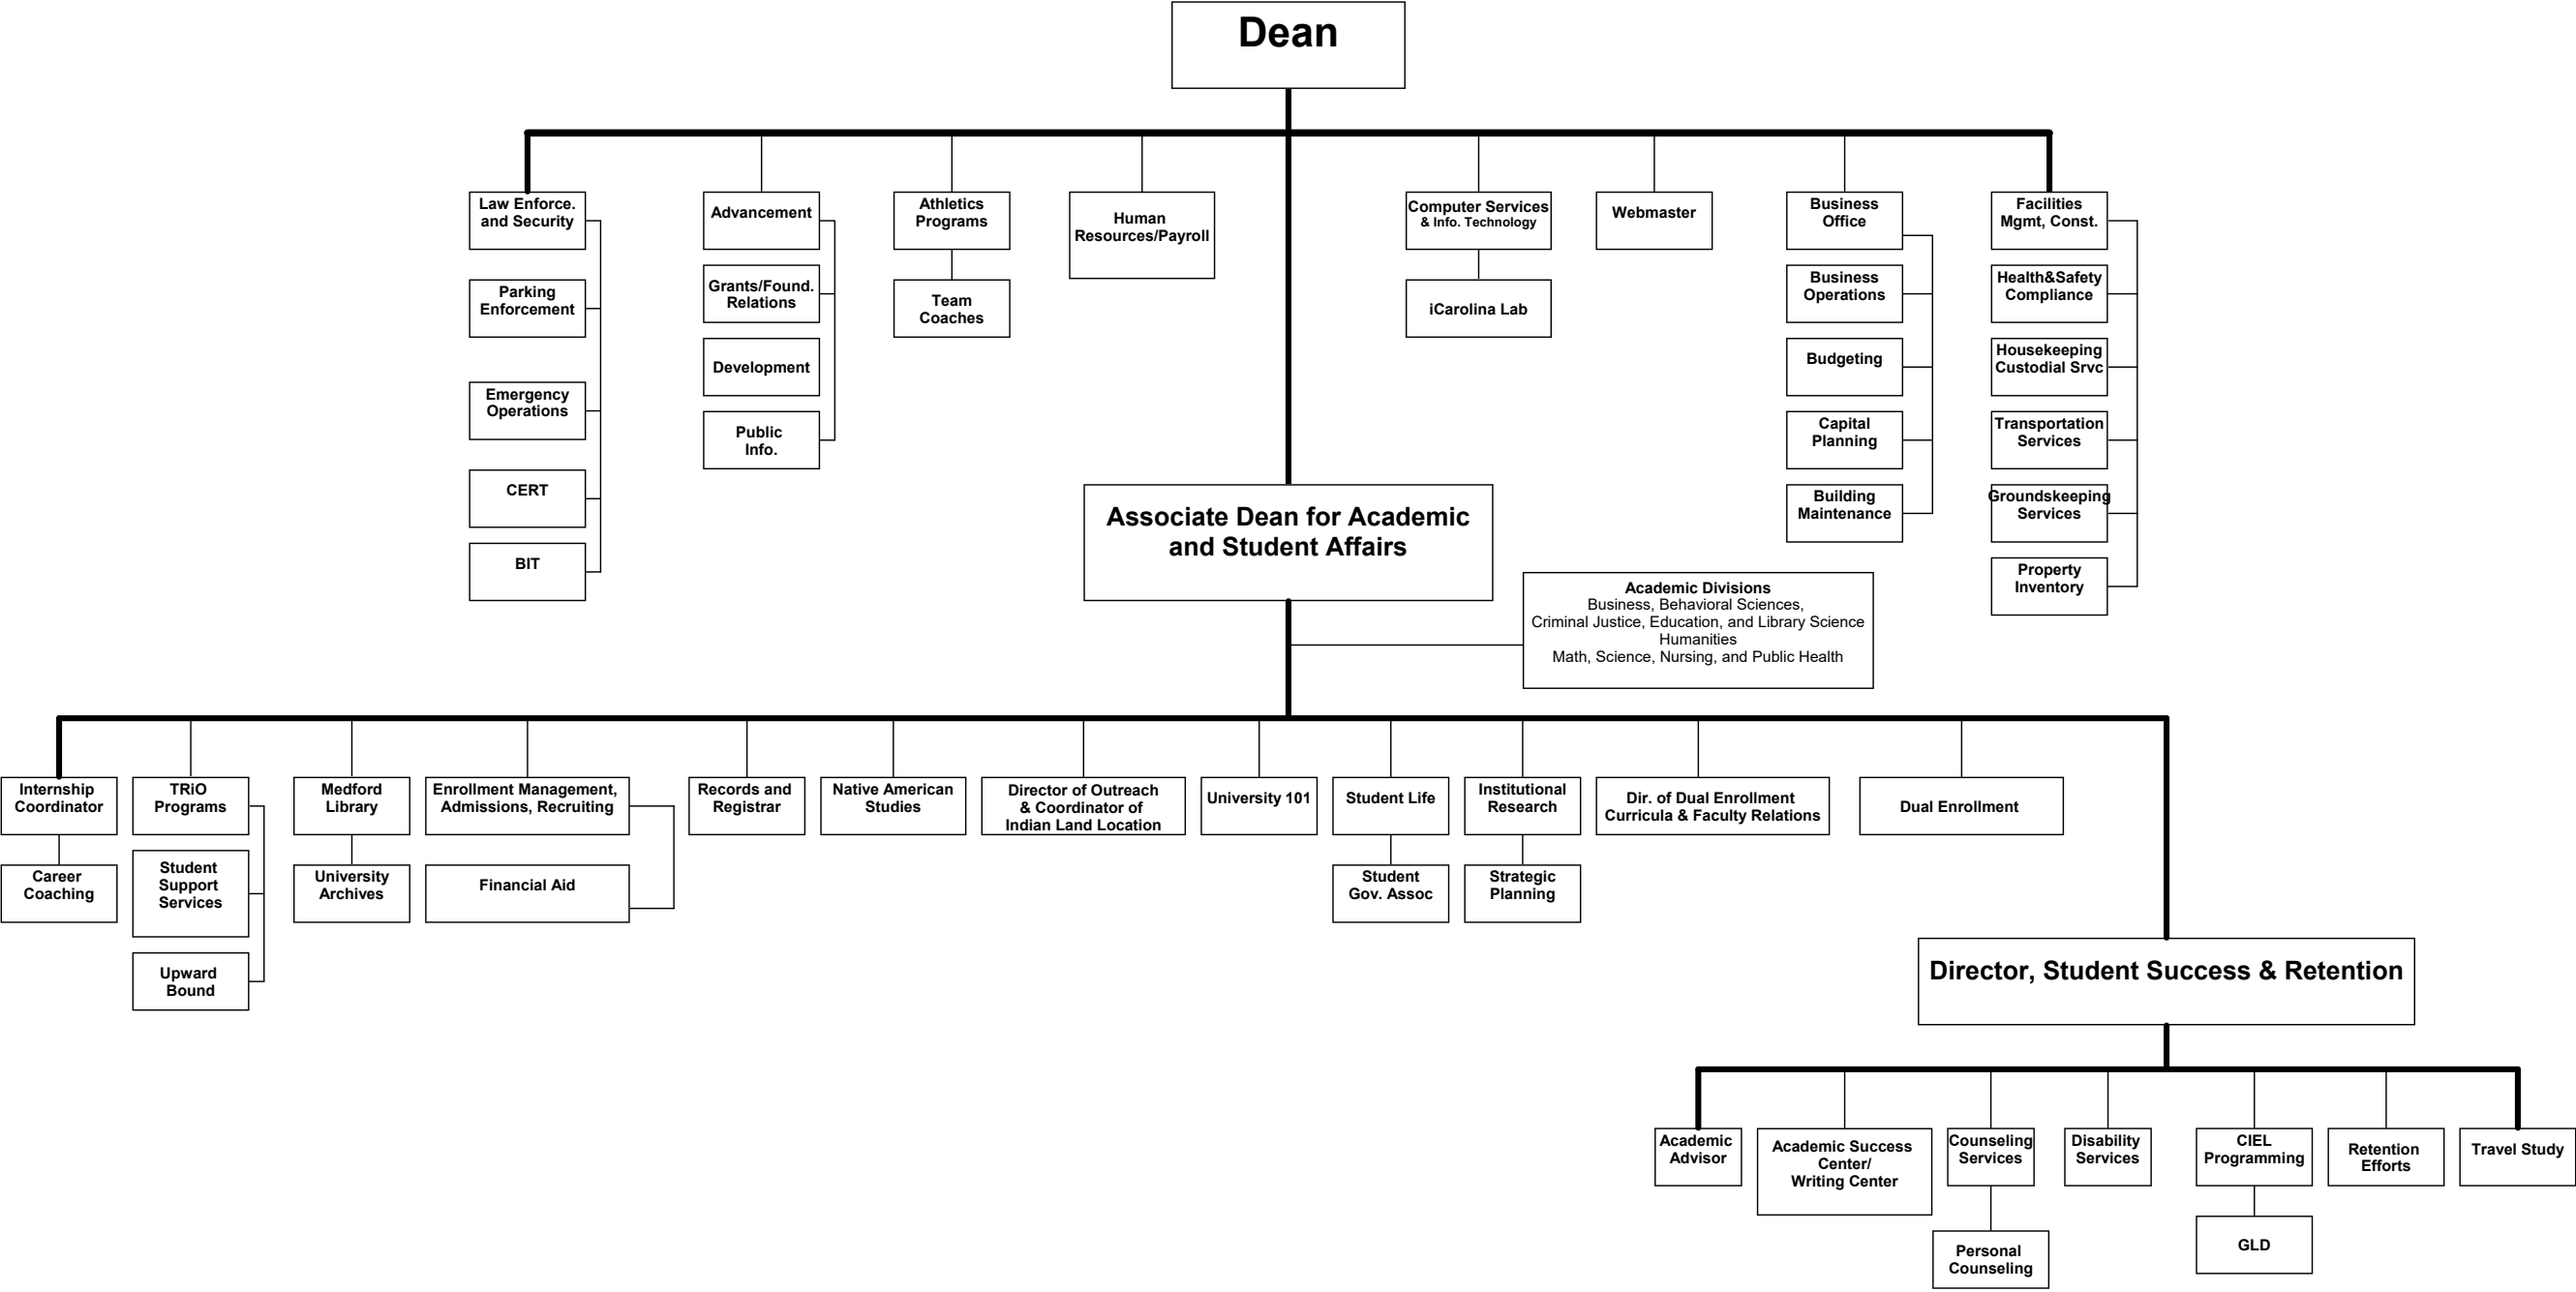 Dean
Law Enforce.
and Security
Parking
Enforcement
Emergency
Operations
CERT
BIT
Advancement
Grants/Found.
Relations
Development
Public
Info.
Athletics
Programs
Team
Coaches
Human
Resources/Payroll
Computer Services
& Info. Technology
iCarolina Lab
Webmaster
Business
Office
Business
Operations
Budgeting
Capital
Planning
Building
Maintenance
Facilities
Mgmt, Const.
Health&Safety
Compliance
Housekeeping
Custodial Srvc
Transportation
Services
Groundskeeping
Services
Property
Inventory
Associate Dean for Academic
and Student Affairs
Academic Divisions
Business, Behavioral Sciences,
Criminal Justice, Education, and Library Science
Humanities
Math, Science, Nursing, and Public Health
Internship
Coordinator
Career
Coaching
TRiO
Programs
Student
Support
Services
Upward
Bound
Medford
Library
University
Archives
Enrollment Management,
Admissions, Recruiting
Financial Aid
Records and
Registrar
Native American
Studies
Director of Outreach
& Coordinator of
Indian Land Location
University 101
Student Life
Student
Gov. Assoc
Institutional
Research
Strategic
Planning
Dir. of Dual Enrollment
Curricula & Faculty Relations
Dual Enrollment
Director, Student Success & Retention
Academic
Advisor
Academic Success
Center/
Writing Center
Counseling
Services
Personal
Counseling
Disability
Services
CIEL
Programming
GLD
Retention
Efforts
Travel Study